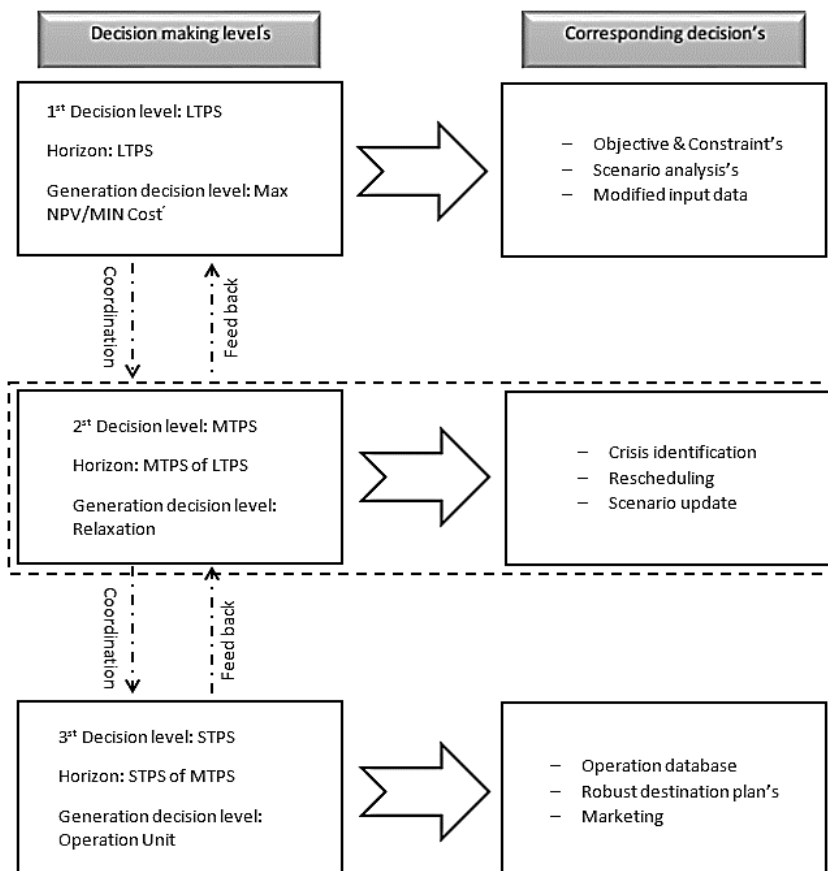 Decision making level's
Corresponding decision's
1st Decision level: LTPS
Horizon: LTPS
Generation decision level: Max
NPV/MIN Cost'
– Objective & Constraint's
– Scenario analysis's
– Modified input data
Coordination
Feed back
2st Decision level: MTPS
Horizon: MTPS of LTPS
Generation decision level:
Relaxation
– Crisis identification
– Rescheduling
– Scenario update
Coordination
Feed back
3st Decision level: STPS
Horizon: STPS of MTPS
Generation decision level:
Operation Unit
– Operation database
– Robust destination plan's
– Marketing